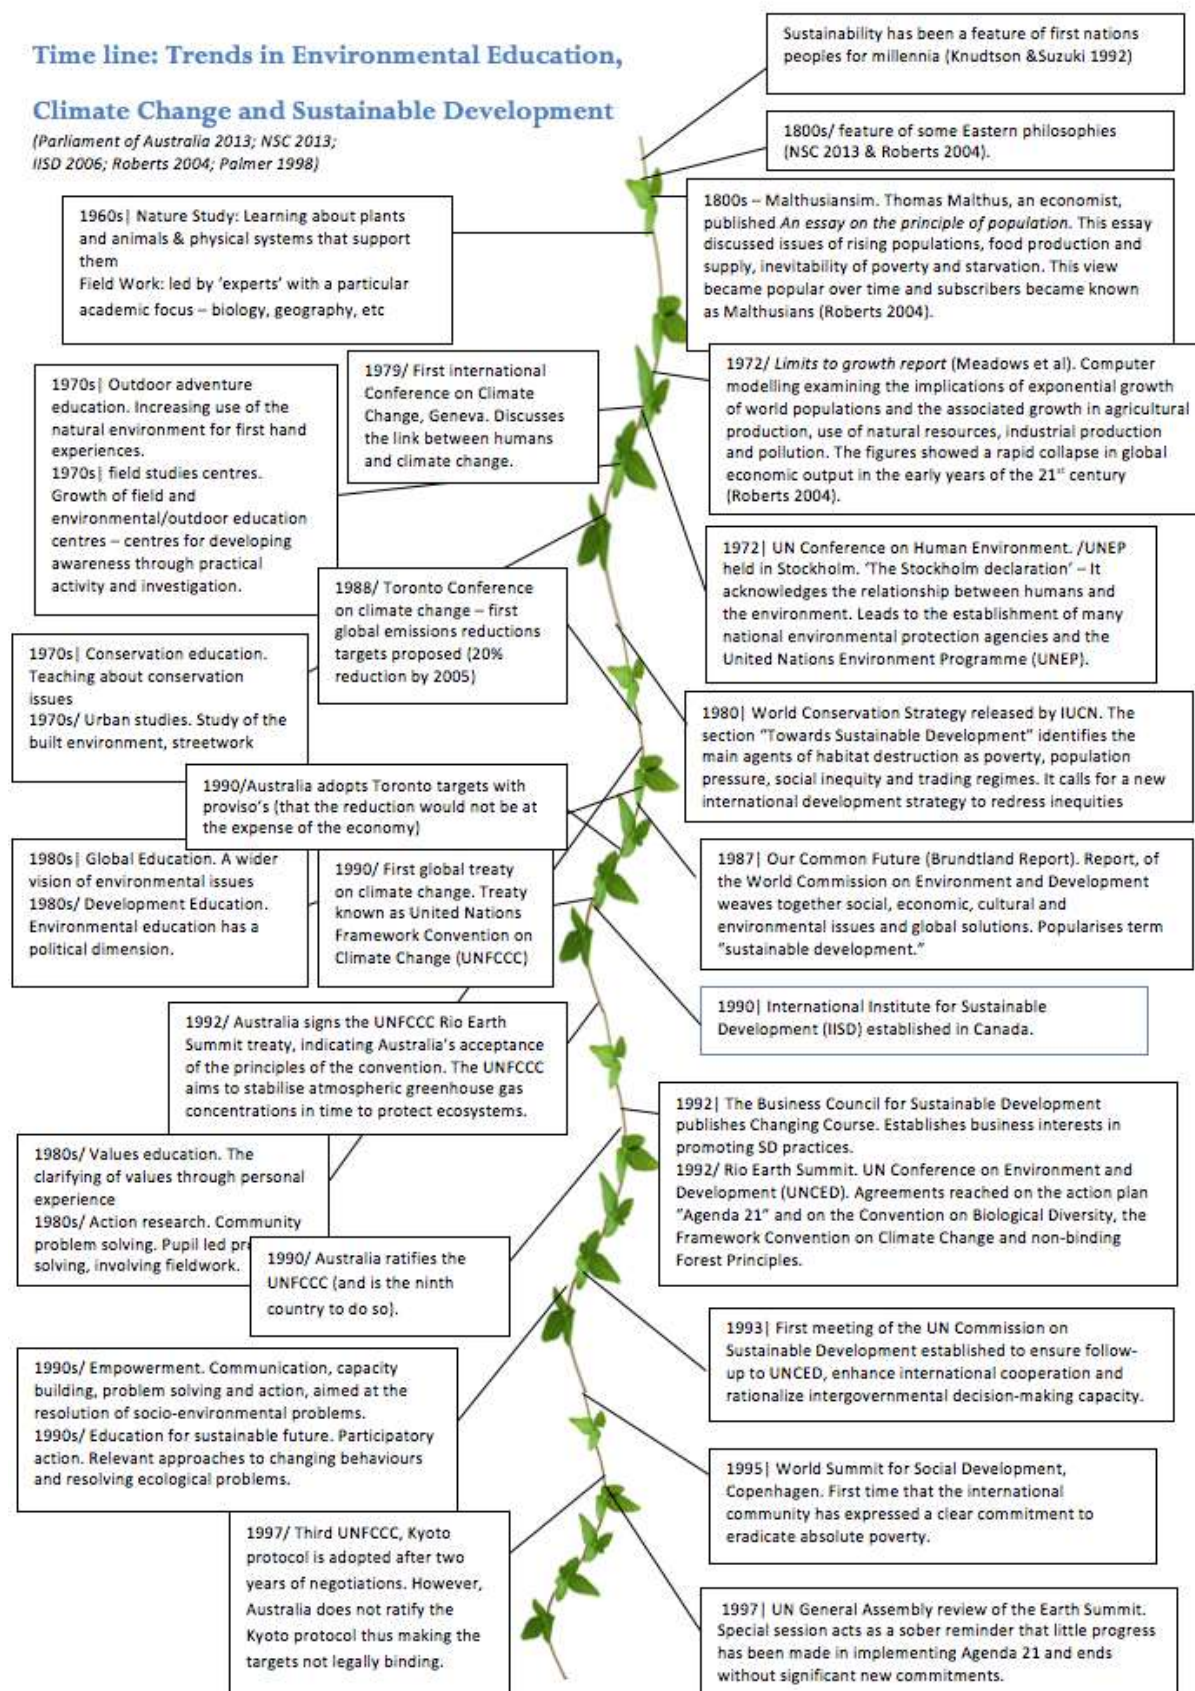 Time line: Trends in Environmental Education,
Climate Change and Sustainable Development
(Parliament of Australia 2013; NSC 2013;
IISD 2006; Roberts 2004; Palmer 1998)
Sustainability has been a feature of first nations
peoples for millennia (Knudtson &Suzuki 1992)
1800s/ feature of some Eastern philosophies
(NSC 2013 & Roberts 2004).
1800s – Malthusiansim. Thomas Malthus, an economist,
published An essay on the principle of population. This essay
discussed issues of rising populations, food production and
supply, inevitability of poverty and starvation. This view
became popular over time and subscribers became known
as Malthusians (Roberts 2004).
1960s| Nature Study: Learning about plants
and animals & physical systems that support
them
Field Work: led by 'experts' with a particular
academic focus – biology, geography, etc
1972/ Limits to growth report (Meadows et al). Computer
modelling examining the implications of exponential growth
of world populations and the associated growth in agricultural
production, use of natural resources, industrial production
and pollution. The figures showed a rapid collapse in global
economic output in the early years of the 21st century
(Roberts 2004).
1979/ First international
Conference on Climate
Change, Geneva. Discusses
the link between humans
and climate change.
1970s| Outdoor adventure
education. Increasing use of the
natural environment for first hand
experiences.
1970s| field studies centres.
Growth of field and
environmental/outdoor education
centres – centres for developing
awareness through practical
activity and investigation.
1972| UN Conference on Human Environment. /UNEP
held in Stockholm. 'The Stockholm declaration' – It
acknowledges the relationship between humans and
the environment. Leads to the establishment of many
national environmental protection agencies and the
United Nations Environment Programme (UNEP).
1988/ Toronto Conference
on climate change – first
global emissions reductions
targets proposed (20%
reduction by 2005)
1970s| Conservation education.
Teaching about conservation
issues
1970s/ Urban studies. Study of the
built environment, streetwork
1980| World Conservation Strategy released by IUCN. The
section "Towards Sustainable Development" identifies the
main agents of habitat destruction as poverty, population
pressure, social inequity and trading regimes. It calls for a new
international development strategy to redress inequities
1990/Australia adopts Toronto targets with
proviso's (that the reduction would not be at
the expense of the economy)
1980s| Global Education. A wider
vision of environmental issues
1980s/ Development Education.
Environmental education has a
political dimension.
1990/ First global treaty
on climate change. Treaty
known as United Nations
Framework Convention on
Climate Change (UNFCCC)
1987| Our Common Future (Brundtland Report). Report, of
the World Commission on Environment and Development
weaves together social, economic, cultural and
environmental issues and global solutions. Popularises term
"sustainable development."
1990| International Institute for Sustainable
Development (IISD) established in Canada.
1992/ Australia signs the UNFCCC Rio Earth
Summit treaty, indicating Australia's acceptance
of the principles of the convention. The UNFCCC
aims to stabilise atmospheric greenhouse gas
concentrations in time to protect ecosystems.
1992| The Business Council for Sustainable Development
publishes Changing Course. Establishes business interests in
promoting SD practices.
1992/ Rio Earth Summit. UN Conference on Environment and
Development (UNCED). Agreements reached on the action plan
"Agenda 21" and on the Convention on Biological Diversity, the
Framework Convention on Climate Change and non-binding
Forest Principles.
1980s/ Values education. The
clarifying of values through personal
experience
1980s/ Action research. Community
problem solving. Pupil led
solving, involving fieldwork.
1990/ Australia ratifies the
UNFCCC (and is the ninth
country to do so).
1993| First meeting of the UN Commission on
Sustainable Development established to ensure follow-
up to UNCED, enhance international cooperation and
rationalize intergovernmental decision-making capacity.
1990s/ Empowerment. Communication, capacity
building, problem solving and action, aimed at the
resolution of socio-environmental problems.
1990s/ Education for sustainable future. Participatory
action. Relevant approaches to changing behaviours
and resolving ecological problems.
1995| World Summit for Social Development,
Copenhagen. First time that the international
community has expressed a clear commitment to
eradicate absolute poverty.
1997/ Third UNFCCC, Kyoto
protocol is adopted after two
years of negotiations. However,
Australia does not ratify the
Kyoto protocol thus making the
targets not legally binding.
1997| UN General Assembly review of the Earth Summit.
Special session acts as a sober reminder that little progress
has been made in implementing Agenda 21 and ends
without significant new commitments.